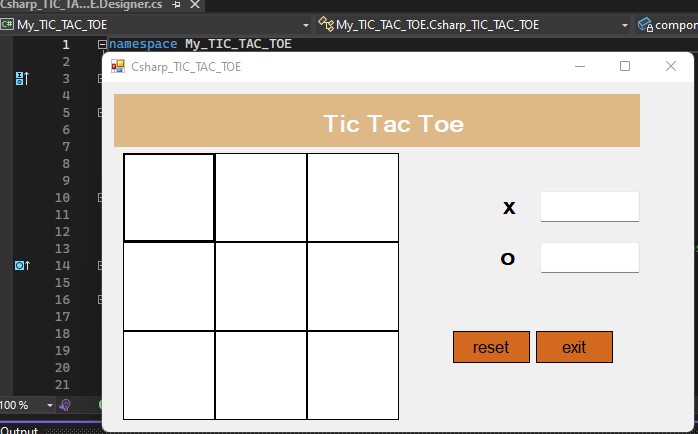 Csharp_TIC_TA...E.Designer.cs
C# My_TIC_TAC_TOE
My_TIC_TAC_TOE.Csharp_TIC_TAC_TOE
compor
1
namespace My_TIC_TAC_TOE
2
Csharp_TIC_TAC_TOE
3
4
5
Tic Tac Toe
6
7
8
9
10
X
11
12
13
O
14
15
16
17
18
reset
exit
19
20
21
100 %
Output